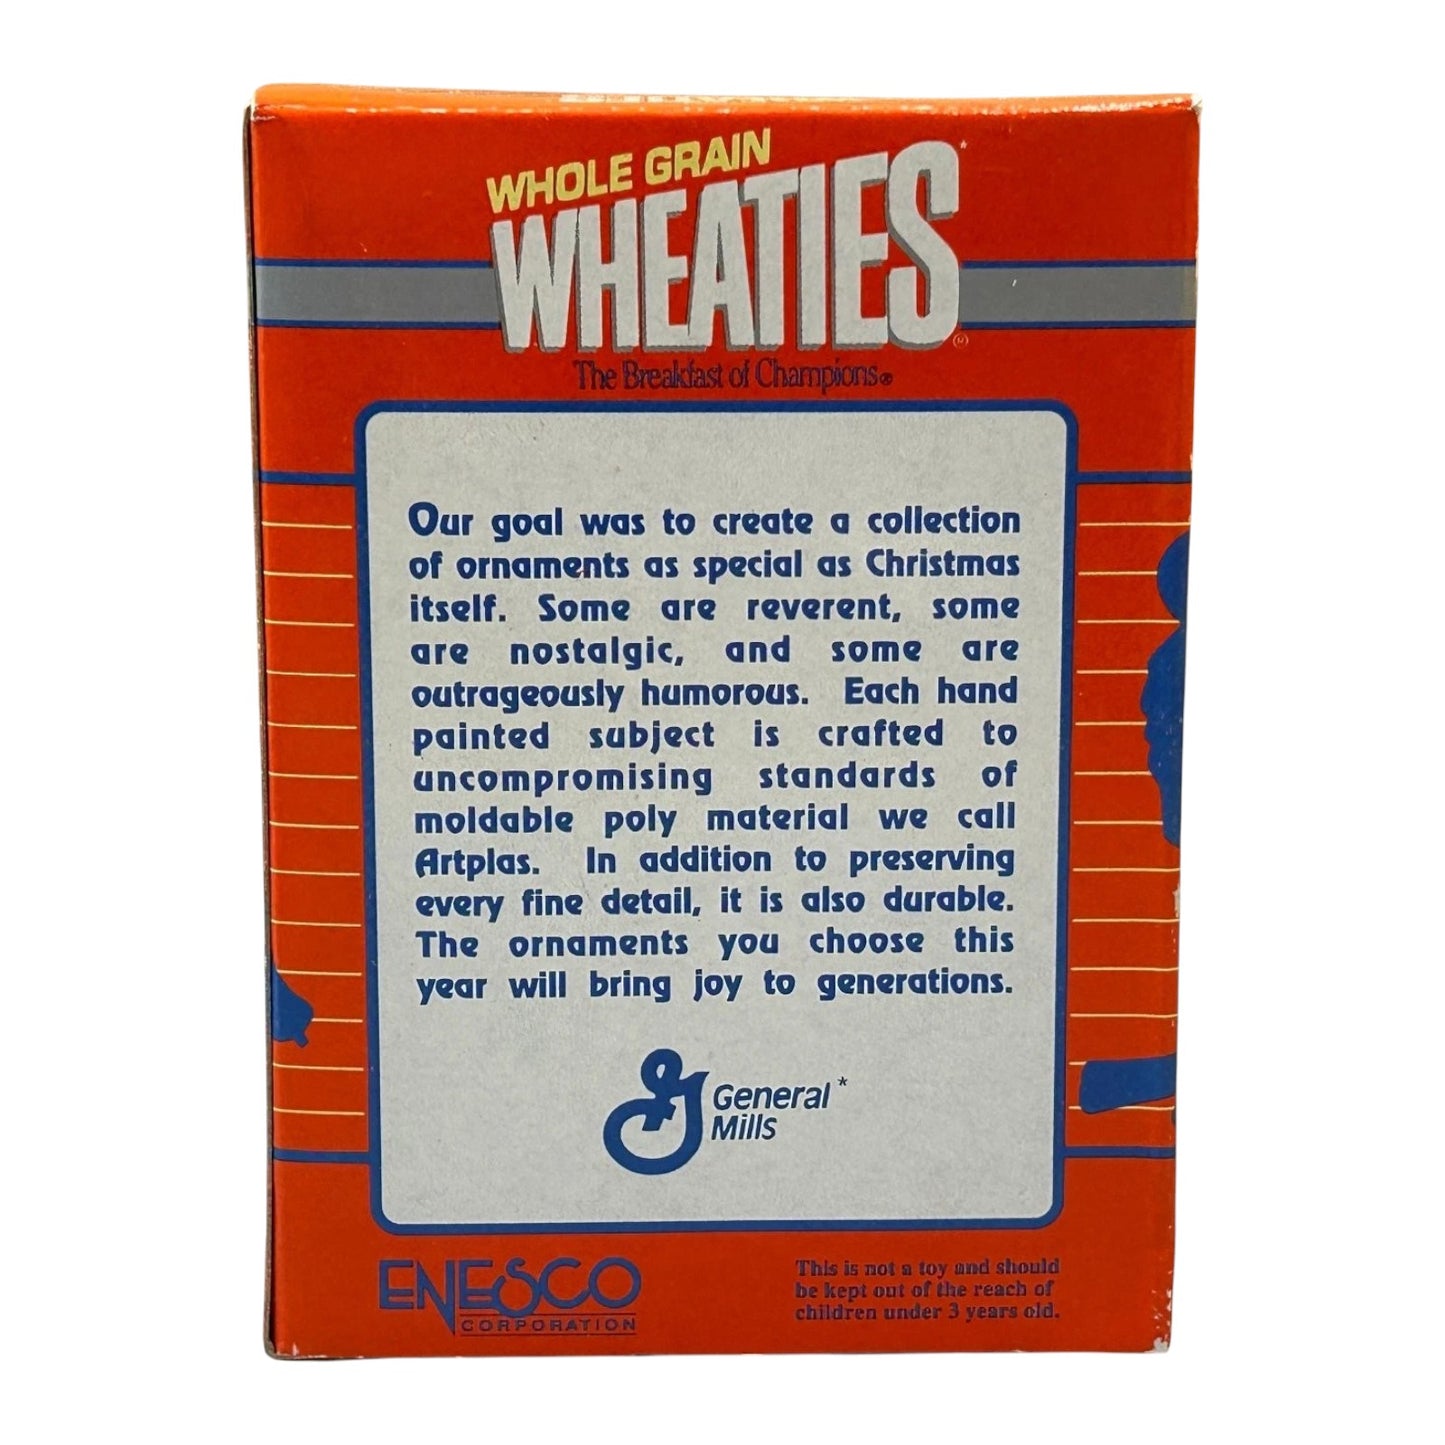 WHOLE GRAIN
WHEATIES*
®
The Breakfast of Champions®
Our goal was to create a collection
of ornaments as special as Christmas
itself. Some are reverent, some
are nostalgic, and some are
outrageously humorous. Each hand
painted subject is crafted to
uncompromising standards of
moldable poly material we call
Artplas. In addition to preserving
every fine detail, it is also durable.
The ornaments you choose this
year will bring joy to generations.
G
General*
Mills
ENESCO
CORPORATION
This is not a toy and should
be kept out of the reach of
children under 3 years old.